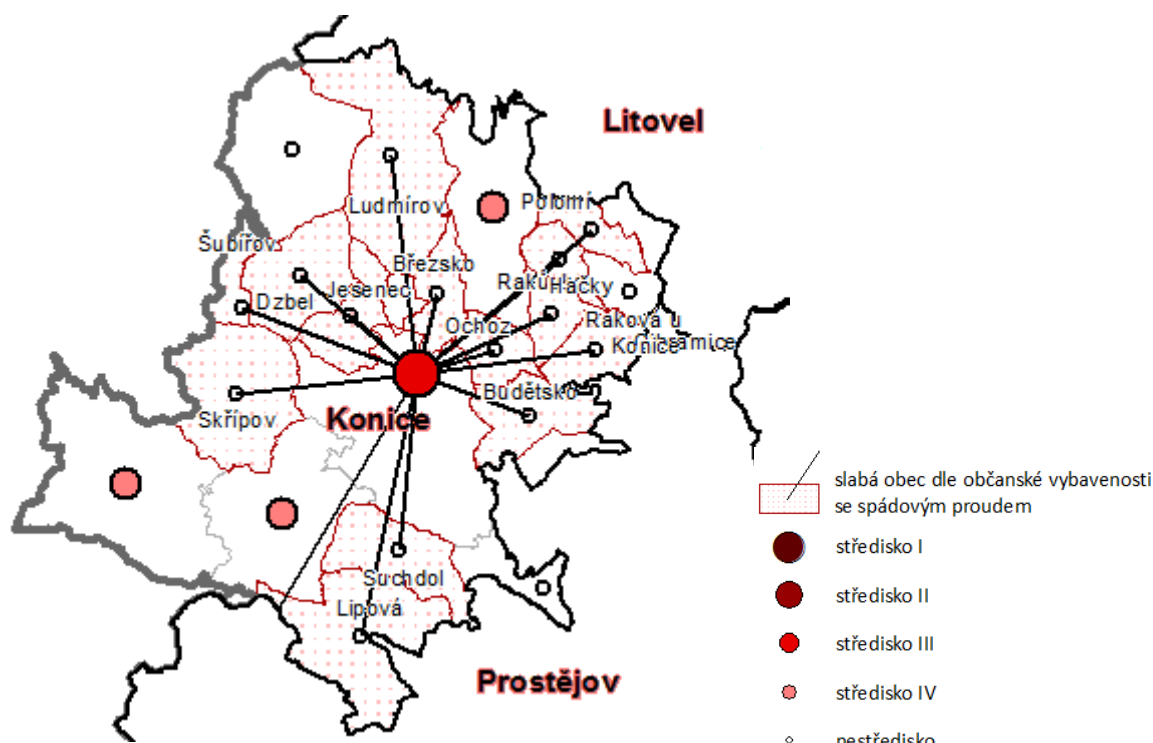 Litovel
Polomí
Ludmírov
Šubířov
Březsko
Raků
Hačky
Dzbel
Jesenec
Ochoz
Raková u
Konice
Budětsko
Skřípov
Konice
Suchdol
Lipová
Prostějov
slabá obec dle občanské vybavenosti
se spádovým proudem
středisko I
středisko II
středisko III
středisko IV
nestředisko